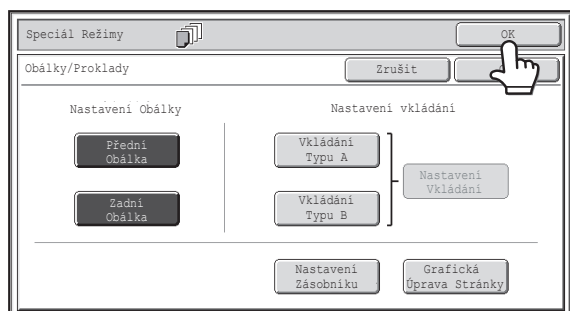 Speciál Režimy
OK
Obálky/Proklady
Zrušit
Nastavení Obálky
Nastavení vkládání
Přední
Obálka
Vkládání
Typu A
Nastavení
Vkládání
Zadní
Obálka
Vkládání
Typu B
Nastavení
Zásobníku
Grafická
Úprava Stránky